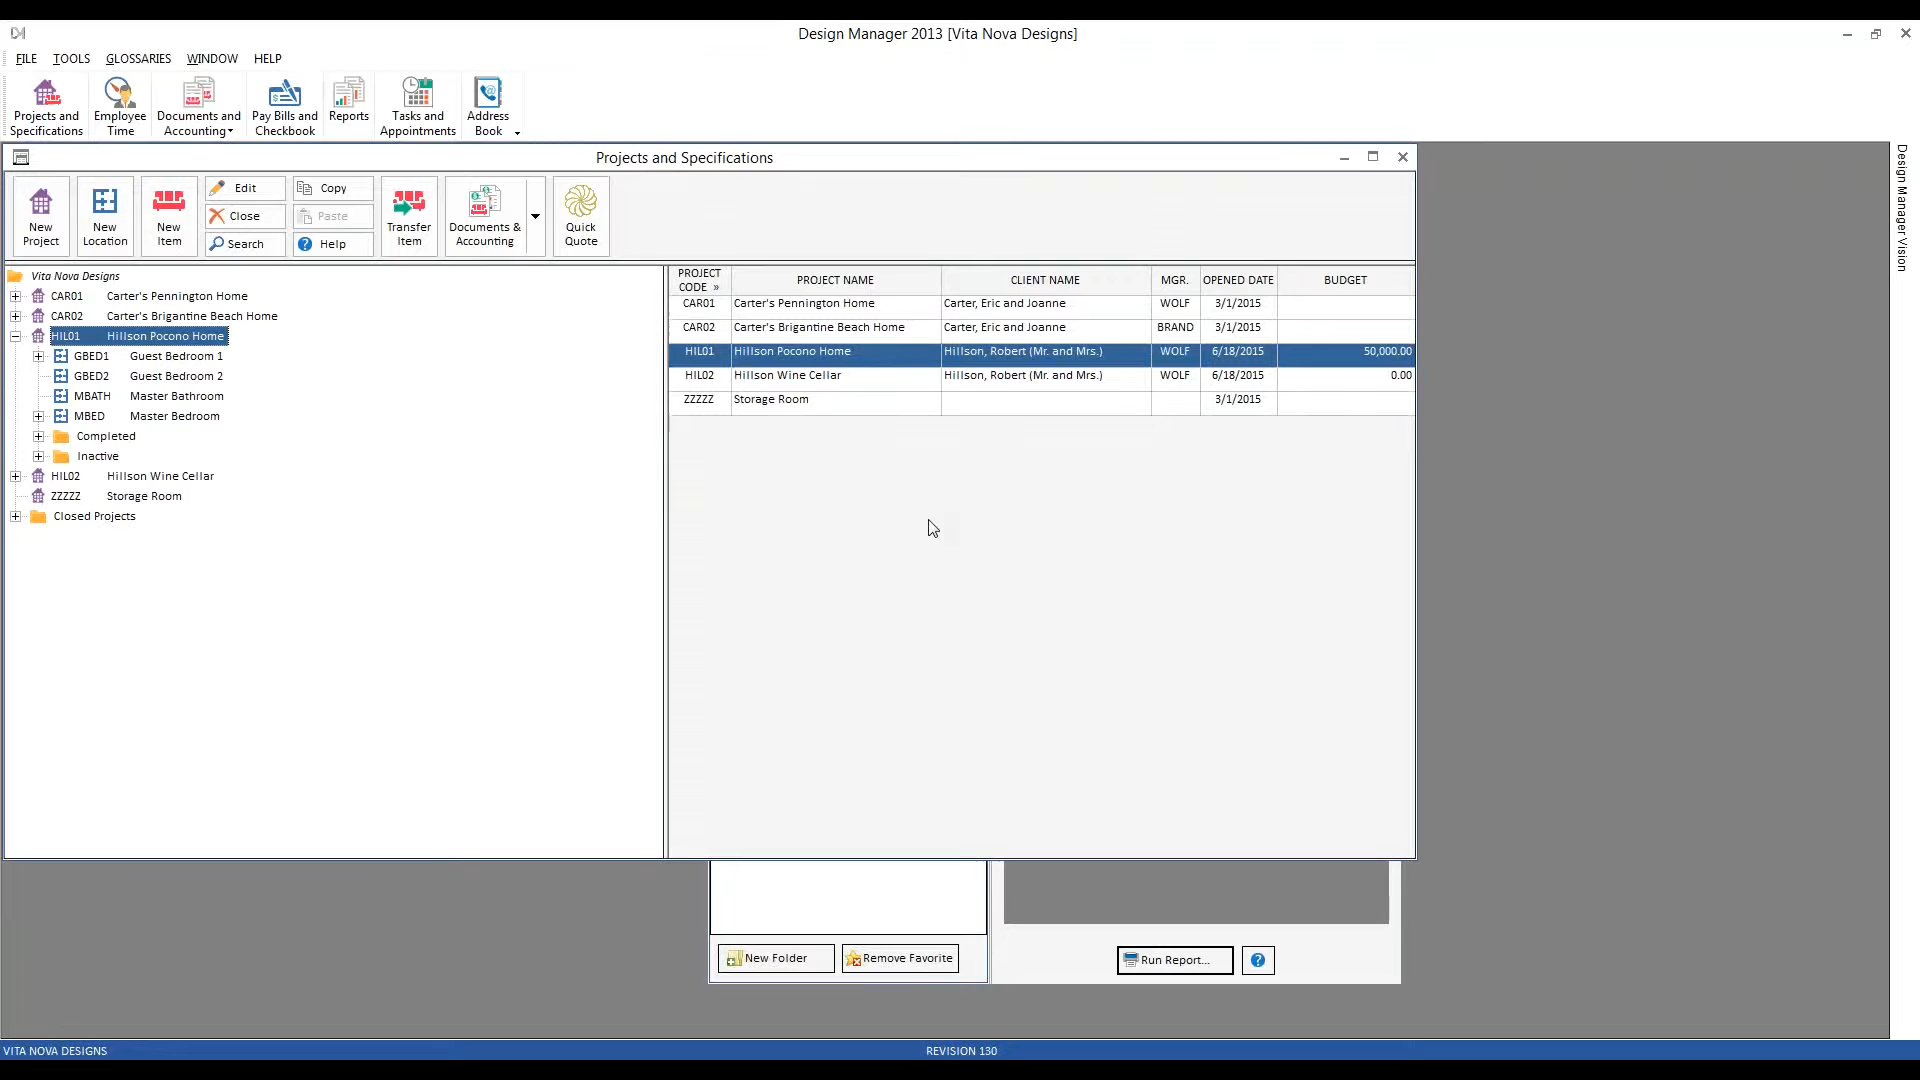 Design Manager 2013 [Vita Nova Designs]
FILE TOOLS GLOSSARIES WINDOW HELP
Projects and Specifications
Employee Time
Documents and Accounting
Pay Bills and Checkbook
Reports
Tasks and Appointments
Address Book
Design Manager Vision
Projects and Specifications
New Project
New Location
New Item
Edit
Close
Search
Copy
Paste
Help
Transfer Item
Documents & Accounting
Quick Quote
Vita Nova Designs
CAR01 Carter's Pennington Home
CAR02 Carter's Brigantine Beach Home
HIL01 Hillson Pocono Home
GBED1 Guest Bedroom 1
GBED2 Guest Bedroom 2
MBATH Master Bathroom
MBED Master Bedroom
Completed
Inactive
HIL02 Hillson Wine Cellar
ZZZZZ Storage Room
Closed Projects
PROJECT CODE » PROJECT NAME CLIENT NAME MGR. OPENED DATE BUDGET
CAR01 Carter's Pennington Home Carter, Eric and Joanne WOLF 3/1/2015
CAR02 Carter's Brigantine Beach Home Carter, Eric and Joanne BRAND 3/1/2015
HIL01 Hillson Pocono Home Hillson, Robert (Mr. and Mrs.) WOLF 6/18/2015 50,000.00
HIL02 Hillson Wine Cellar Hillson, Robert (Mr. and Mrs.) WOLF 6/18/2015 0.00
ZZZZZ Storage Room 3/1/2015
New Folder Remove Favorite Run Report...
VITA NOVA DESIGNS REVISION 130